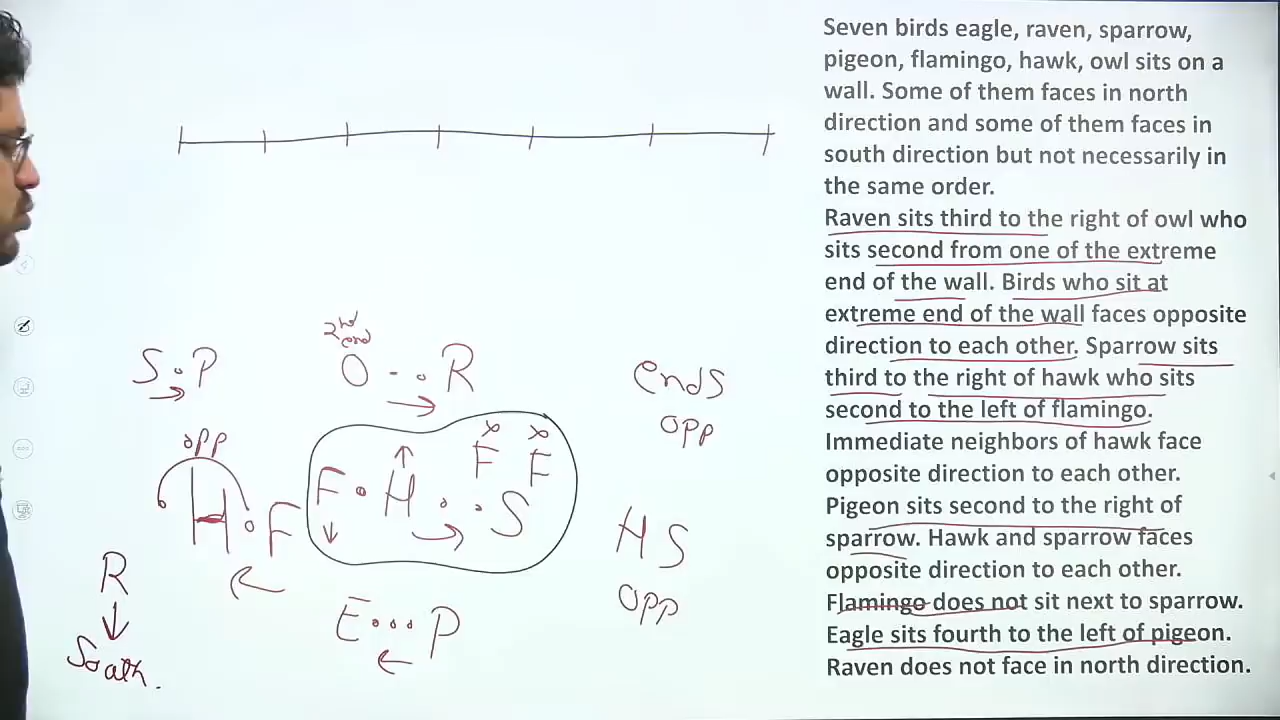 Seven birds eagle, raven, sparrow,
pigeon, flamingo, hawk, owl sits on a
wall. Some of them faces in north
direction and some of them faces in
south direction but not necessarily in
the same order.
Raven sits third to the right of owl who
sits second from one of the extreme
end of the wall. Birds who sit at
extreme end of the wall faces opposite
direction to each other. Sparrow sits
third to the right of hawk who sits
second to the left of flamingo.
Immediate neighbors of hawk face
opposite direction to each other.
Pigeon sits second to the right of
sparrow. Hawk and sparrow faces
opposite direction to each other.
Flamingo does not sit next to sparrow.
Eagle sits fourth to the left of pigeon.
Raven does not face in north direction.
2nd
end
S . P
O - . R
ends
opp
opp
H . F
F . H . . S
F F
H S
opp
R
South.
E . . . P